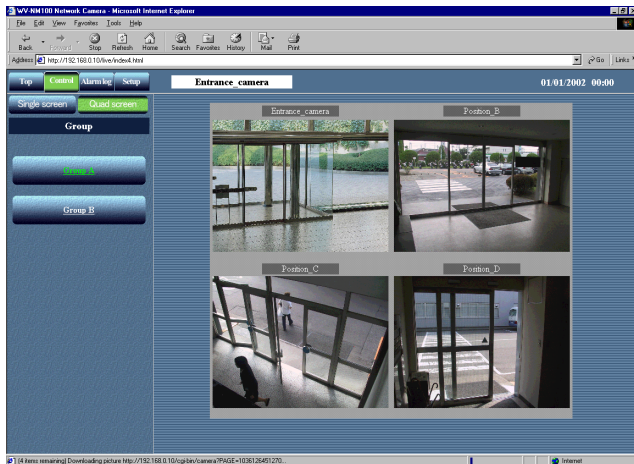 WV-NM100 Network Camera - Microsoft Internet Explorer
File Edit View Favorites Tools Help
Back Forward Stop Refresh Home Search Favorites History Mail Print
Address http://192.168.0.10/live/index4.html Go Links
Top Control Alarm log Setup Entrance_camera 01/01/2002 00:00
Single screen Quad screen
Group
Group A
Group B
Entrance_camera Position_B
Position_C Position_D
(4 items remaining) Downloading picture http://192.168.0.10/cgi-bin/camera?PAGE=1036126451270... Internet